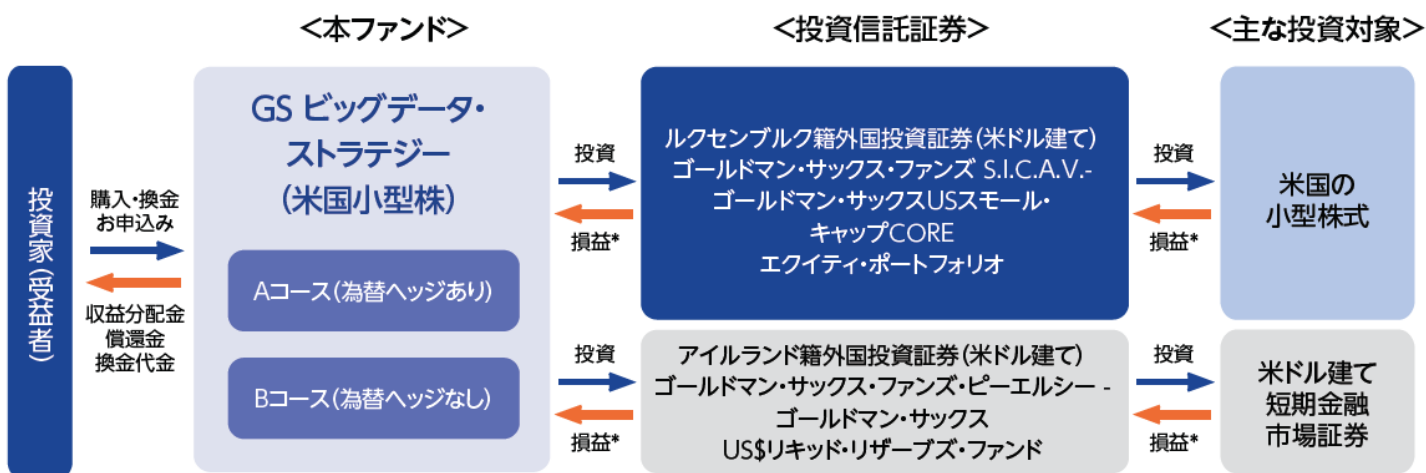 <本ファンド>
<投資信託証券>
<主な投資対象>
投資家(受益者)
購入・換金
お申込み
収益分配金
償還金
換金代金
GS ビッグデータ・
ストラテジー
(米国小型株)
Aコース(為替ヘッジあり)
Bコース(為替ヘッジなし)
投資
損益*
ルクセンブルク籍外国投資証券(米ドル建て)
ゴールドマン・サックス・ファンズ S.I.C.A.V.-
ゴールドマン・サックスUSスモール・
キャップCORE
エクイティ・ポートフォリオ
投資
損益*
米国の
小型株式
投資
損益*
アイルランド籍外国投資証券(米ドル建て)
ゴールドマン・サックス・ファンズ・ピーエルシー -
ゴールドマン・サックス
US$リキッド・リザーブズ・ファンド
投資
損益*
米ドル建て
短期金融
市場証券